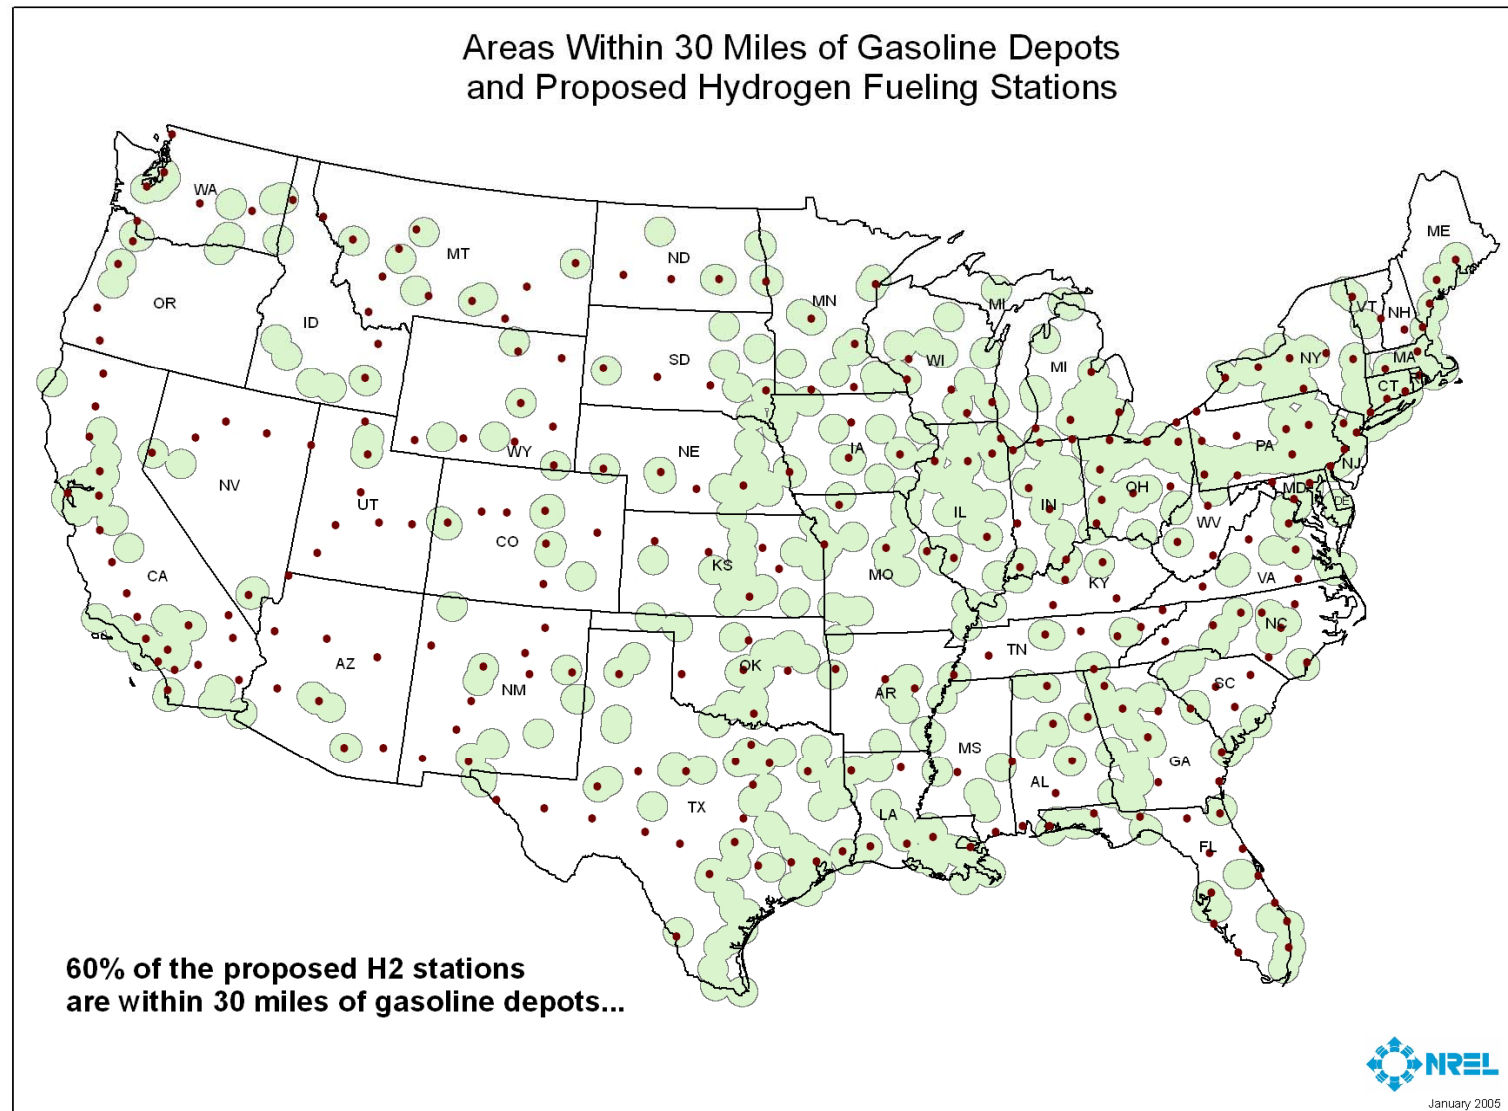 Areas Within 30 Miles of Gasoline Depots
and Proposed Hydrogen Fueling Stations
WA
MT
ND
MN
MI
ME
VT
NH
OR
ID
SD
WI
MI
NY
MA
CT
RI
WY
NE
IA
PA
NJ
NV
UT
CO
IL
IN
OH
MD
DE
WV
CA
KS
MO
KY
VA
AZ
NM
OK
AR
TN
NC
SC
TX
LA
MS
AL
GA
FL
60% of the proposed H2 stations
are within 30 miles of gasoline depots...
NREL
January 2005